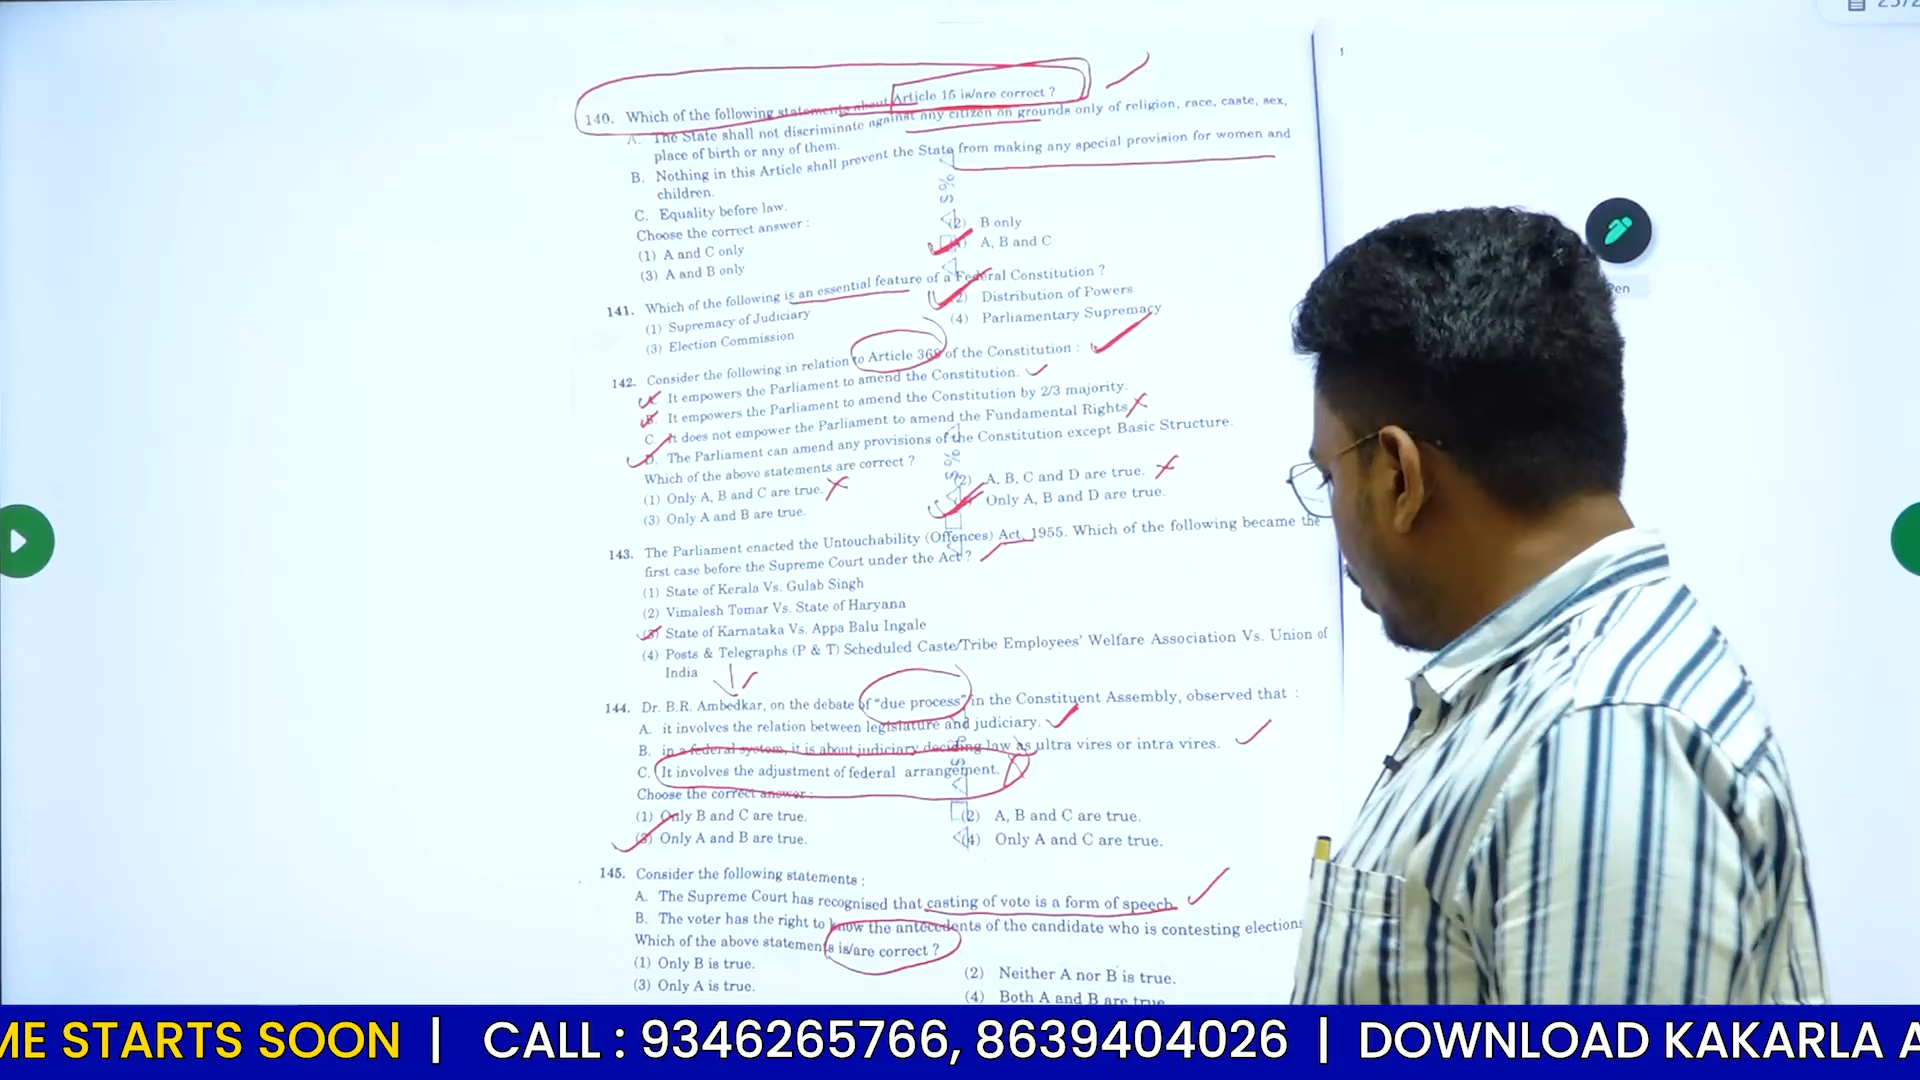 25/2
1
140. Which of the following statements about Article 15 is/are correct ?
A. The State shall not discriminate against any citizen on grounds only of religion, race, caste, sex,
place of birth or any of them.
B. Nothing in this Article shall prevent the State from making any special provision for women and
children.
C. Equality before law.
Choose the correct answer :
(1) A and C only
(2) B only
(3) A and B only
A, B and C
141. Which of the following is an essential feature of a Federal Constitution ?
(1) Supremacy of Judiciary
(2) Distribution of Powers
(3) Election Commission
(4) Parliamentary Supremacy
142. Consider the following in relation to Article 368 of the Constitution :
A. It empowers the Parliament to amend the Constitution.
B. It empowers the Parliament to amend the Constitution by 2/3 majority.
C. It does not empower the Parliament to amend the Fundamental Rights
D. The Parliament can amend any provisions of the Constitution except Basic Structure.
Which of the above statements are correct ?
(1) Only A, B and C are true.
(2) A, B, C and D are true.
(3) Only A and B are true.
Only A, B and D are true.
143. The Parliament enacted the Untouchability (Offences) Act, 1955. Which of the following became the
first case before the Supreme Court under the Act ?
(1) State of Kerala Vs. Gulab Singh
(2) Vimalesh Tomar Vs. State of Haryana
(3) State of Karnataka Vs. Appa Balu Ingale
(4) Posts & Telegraphs (P & T) Scheduled Caste/Tribe Employees' Welfare Association Vs. Union of
India
144. Dr. B.R. Ambedkar, on the debate of "due process" in the Constituent Assembly, observed that :
A. it involves the relation between legislature and judiciary.
B. in a federal system, it is about judiciary deciding law as ultra vires or intra vires.
C. It involves the adjustment of federal arrangement.
Choose the correct answer :
(1) Only B and C are true.
(2) A, B and C are true.
(3) Only A and B are true.
(4) Only A and C are true.
145. Consider the following statements :
A. The Supreme Court has recognised that casting of vote is a form of speech.
B. The voter has the right to know the antecedents of the candidate who is contesting elections
Which of the above statements is/are correct ?
(1) Only B is true.
(2) Neither A nor B is true.
(3) Only A is true.
(4) Both A and B are true
Pen
ME STARTS SOON | CALL : 9346265766, 8639404026 | DOWNLOAD KAKARLA A